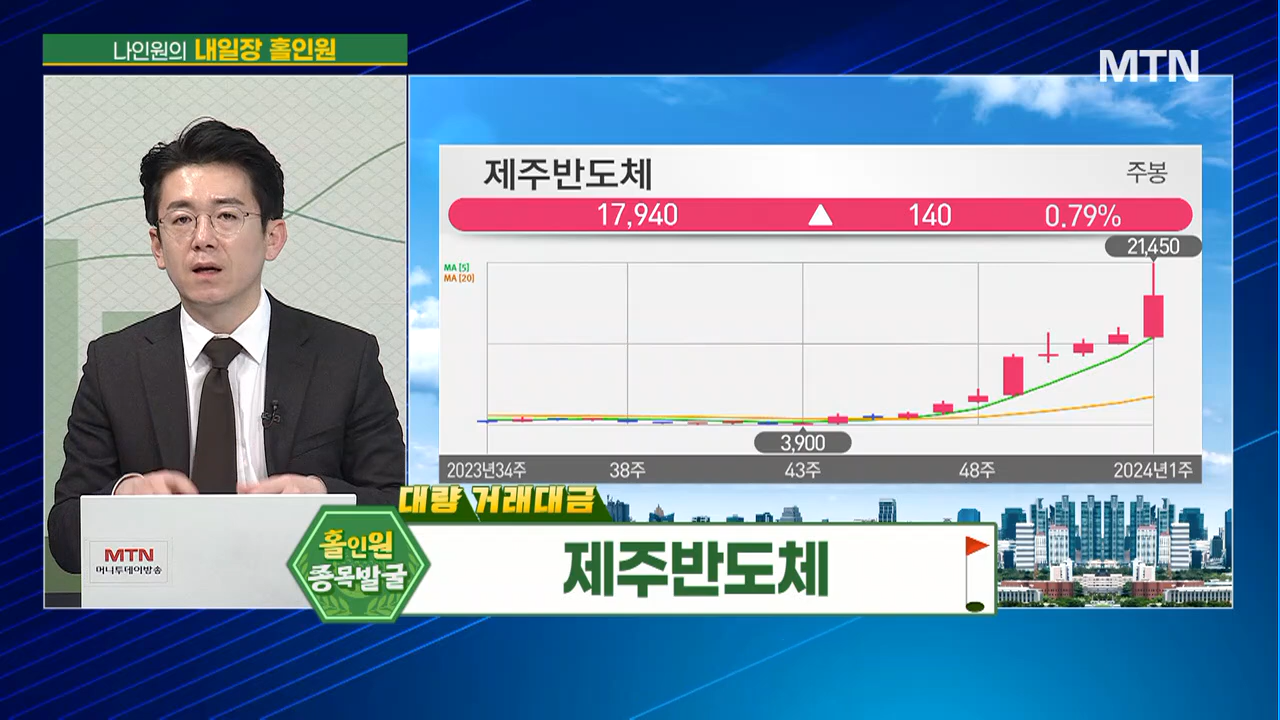 나인원의 내일장 홀인원
MTN
제주반도체
주봉
17,940 ▲ 140 0.79%
21,450
MA [5]
MA [20]
3,900
2023년34주 38주 43주 48주 2024년1주
대량 거래대금
홀인원
종목발굴
제주반도체
MTN
머니투데이방송